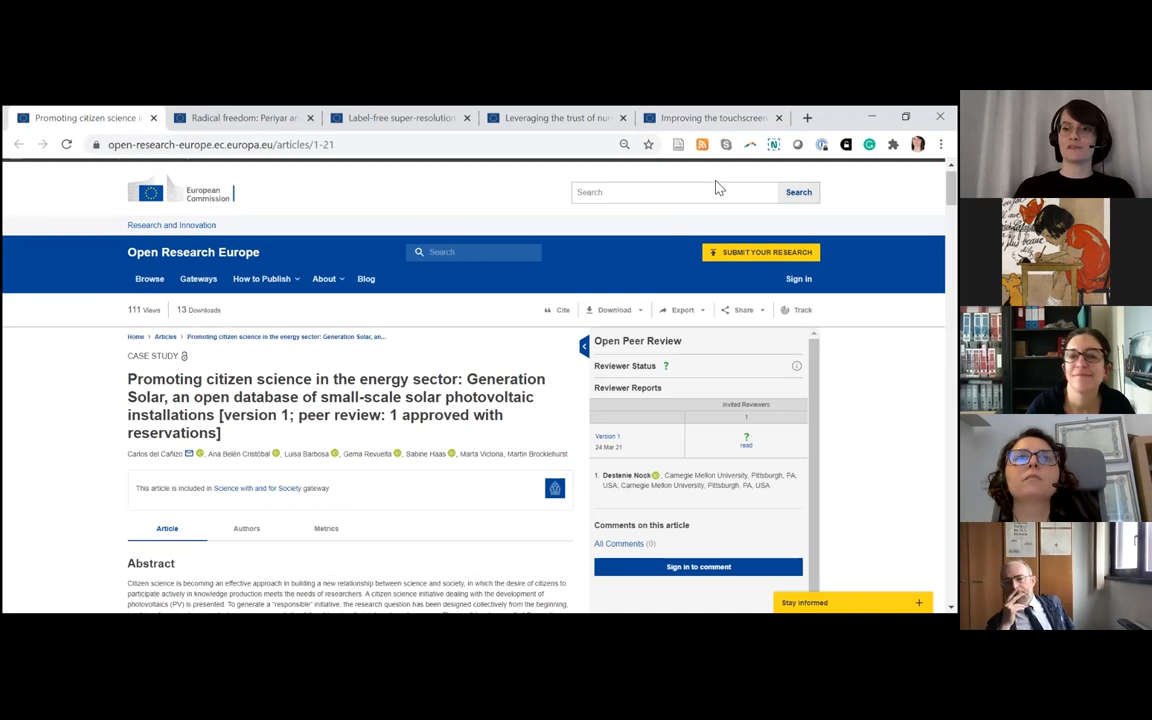 Promoting citizen science i
Radical freedom: Periyar an
Label-free super-resolution
Leveraging the trust of nu
Improving the touchscreen
open-research-europe.ec.europa.eu/articles/1-21
European
Commission
Search
Search
Research and Innovation
Open Research Europe
Search
SUBMIT YOUR RESEARCH
Browse
Gateways
How to Publish
About
Blog
Sign in
111 Views
13 Downloads
Cite
Download
Export
Share
Track
Home
Articles
Promoting citizen science in the energy sector: Generation Solar, an...
CASE STUDY
Promoting citizen science in the energy sector: Generation
Solar, an open database of small-scale solar photovoltaic
installations [version 1; peer review: 1 approved with
reservations]
Carlos del Cañizo, Ana Belén Cristóbal, Luisa Barbosa, Gema Revuelta, Sabine Haas, Marta Victoria, Martin Brocklehurst
This article is included in Science with and for Society gateway
Article
Authors
Metrics
Abstract
Citizen science is becoming an effective approach in building a new relationship between science and society, in which the desire of citizens to
participate actively in knowledge production meets the needs of researchers. A citizen science initiative dealing with the development of
photovoltaics (PV) is presented. To generate a "responsible" initiative, the research question has been designed collectively from the beginning,
Open Peer Review
Reviewer Status ?
Reviewer Reports
Invited Reviewers
1
Version 1
24 Mar 21
?
read
1. Destenie Nock, Carnegie Mellon University, Pittsburgh, PA,
USA; Carnegie Mellon University, Pittsburgh, PA, USA
Comments on this article
All Comments (0)
Sign in to comment
Stay informed +